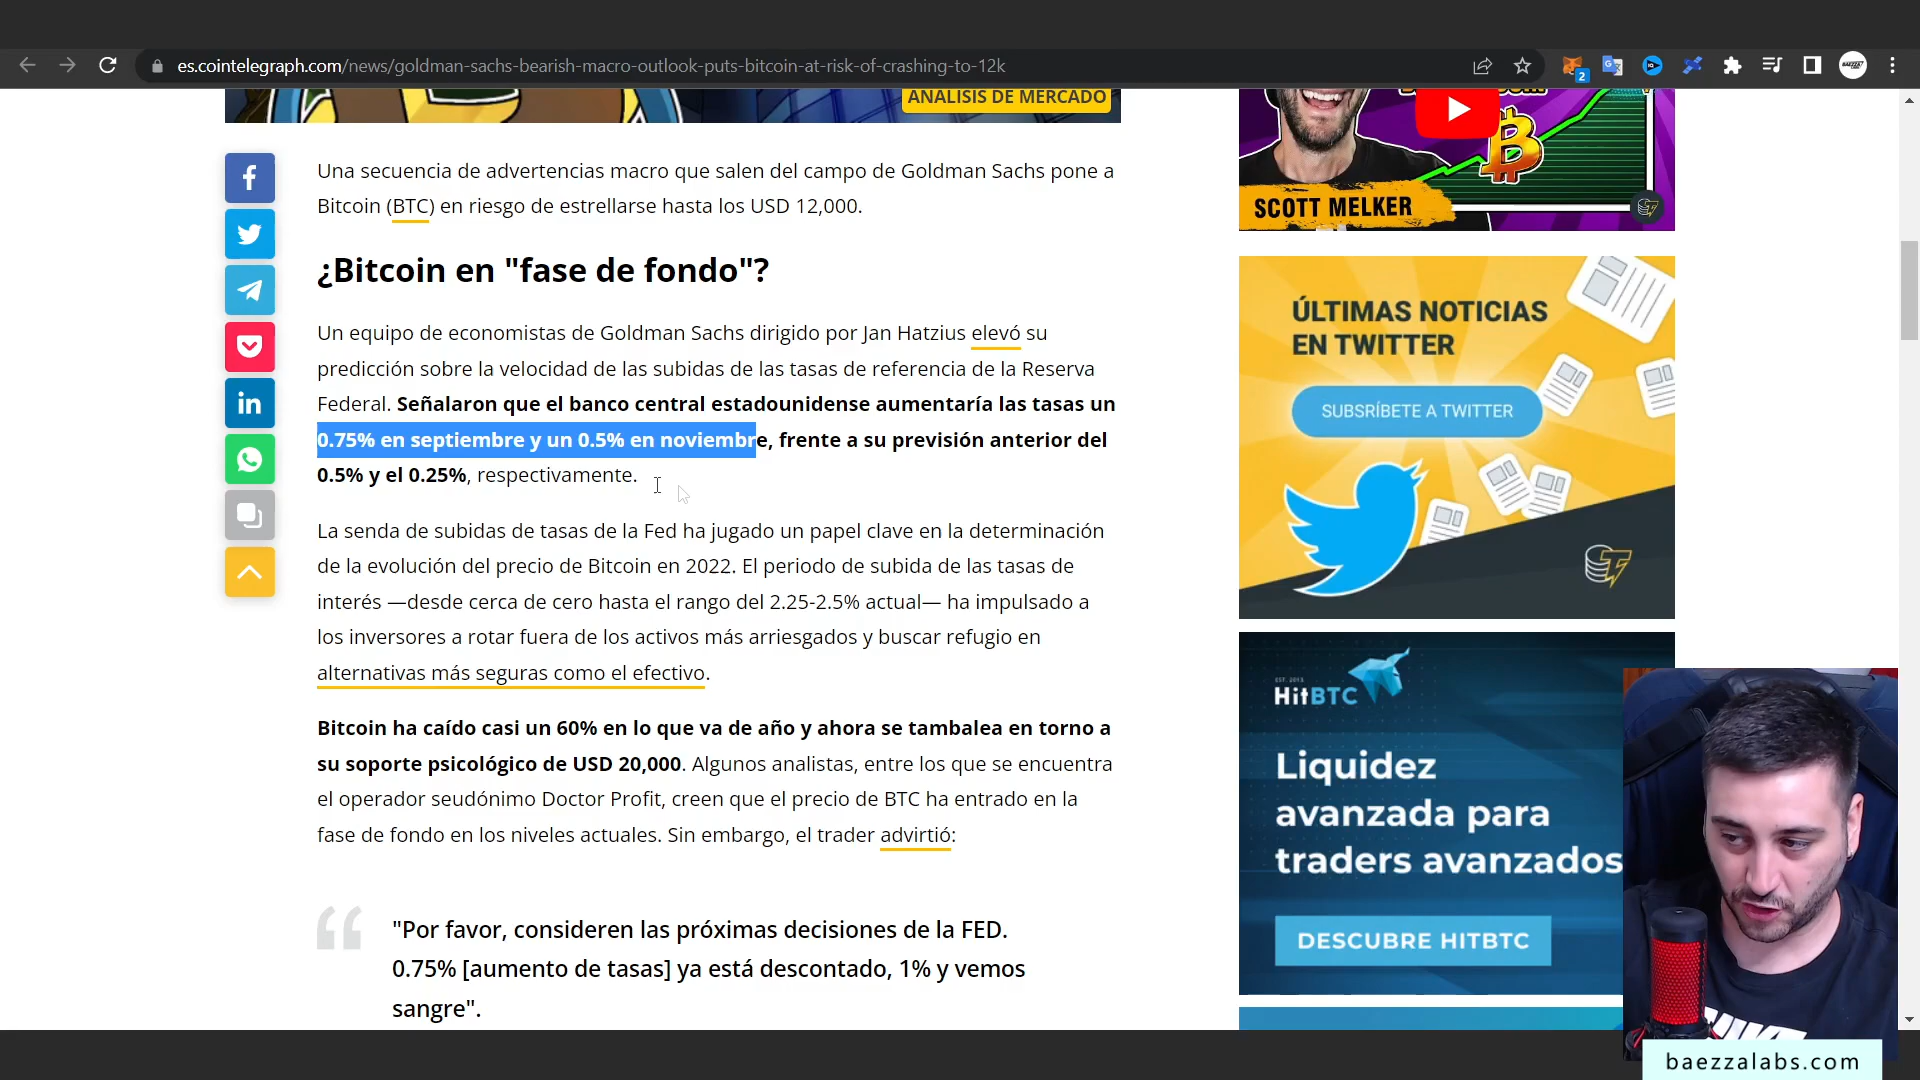 es.cointelegraph.com/news/goldman-sachs-bearish-macro-outlook-puts-bitcoin-at-risk-of-crashing-to-12k
2
ANÁLISIS DE MERCADO
Una secuencia de advertencias macro que salen del campo de Goldman Sachs pone a
Bitcoin (BTC) en riesgo de estrellarse hasta los USD 12,000.
¿Bitcoin en "fase de fondo"?
Un equipo de economistas de Goldman Sachs dirigido por Jan Hatzius elevó su
predicción sobre la velocidad de las subidas de las tasas de referencia de la Reserva
Federal. Señalaron que el banco central estadounidense aumentaría las tasas un
0.75% en septiembre y un 0.5% en noviembre, frente a su previsión anterior del
0.5% y el 0.25%, respectivamente.
La senda de subidas de tasas de la Fed ha jugado un papel clave en la determinación
de la evolución del precio de Bitcoin en 2022. El periodo de subida de las tasas de
interés —desde cerca de cero hasta el rango del 2.25-2.5% actual— ha impulsado a
los inversores a rotar fuera de los activos más arriesgados y buscar refugio en
alternativas más seguras como el efectivo.
Bitcoin ha caído casi un 60% en lo que va de año y ahora se tambalea en torno a
su soporte psicológico de USD 20,000. Algunos analistas, entre los que se encuentra
el operador seudónimo Doctor Profit, creen que el precio de BTC ha entrado en la
fase de fondo en los niveles actuales. Sin embargo, el trader advirtió:
"Por favor, consideren las próximas decisiones de la FED.
0.75% [aumento de tasas] ya está descontado, 1% y vemos
sangre".
SCOTT MELKER
ÚLTIMAS NOTICIAS
EN TWITTER
SUBSRÍBETE A TWITTER
EST. 2013
HitBTC
Liquidez
avanzada para
traders avanzados
DESCUBRE HITBTC
baezzalabs.com